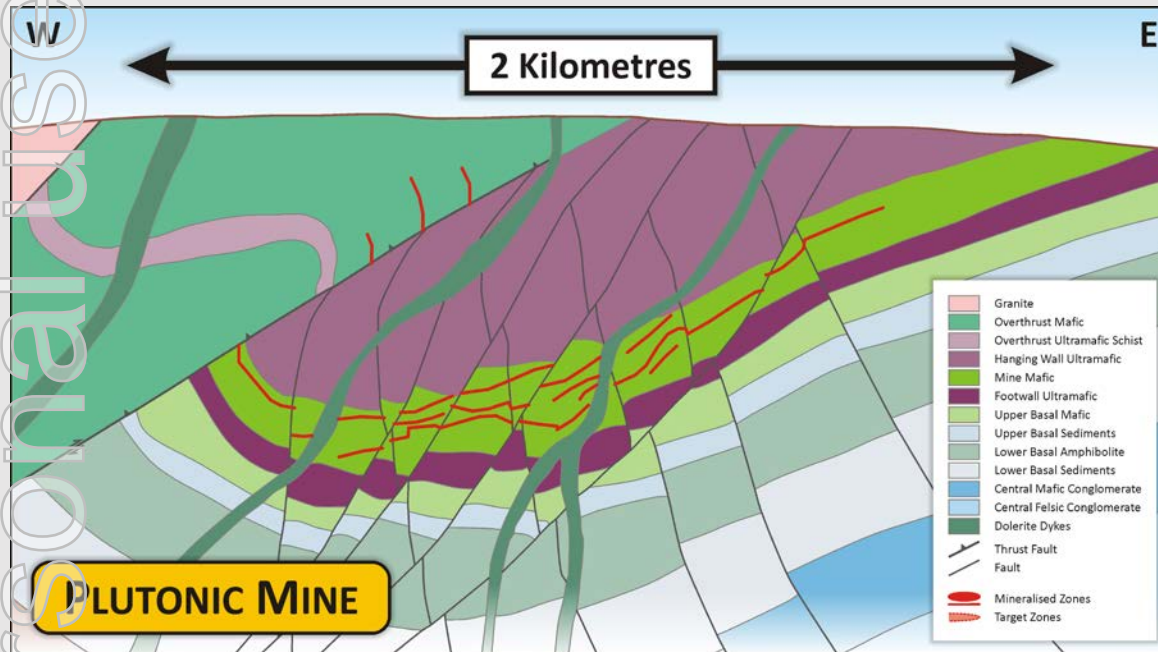 W
E
2 Kilometres
Granite
Overthrust Mafic
Overthrust Ultramafic Schist
Hanging Wall Ultramafic
Mine Mafic
Footwall Ultramafic
Upper Basal Mafic
Upper Basal Sediments
Lower Basal Amphibolite
Lower Basal Sediments
Central Mafic Conglomerate
Central Felsic Conglomerate
Dolerite Dykes
Thrust Fault
Fault
Mineralised Zones
Target Zones
PLUTONIC MINE
sonal use